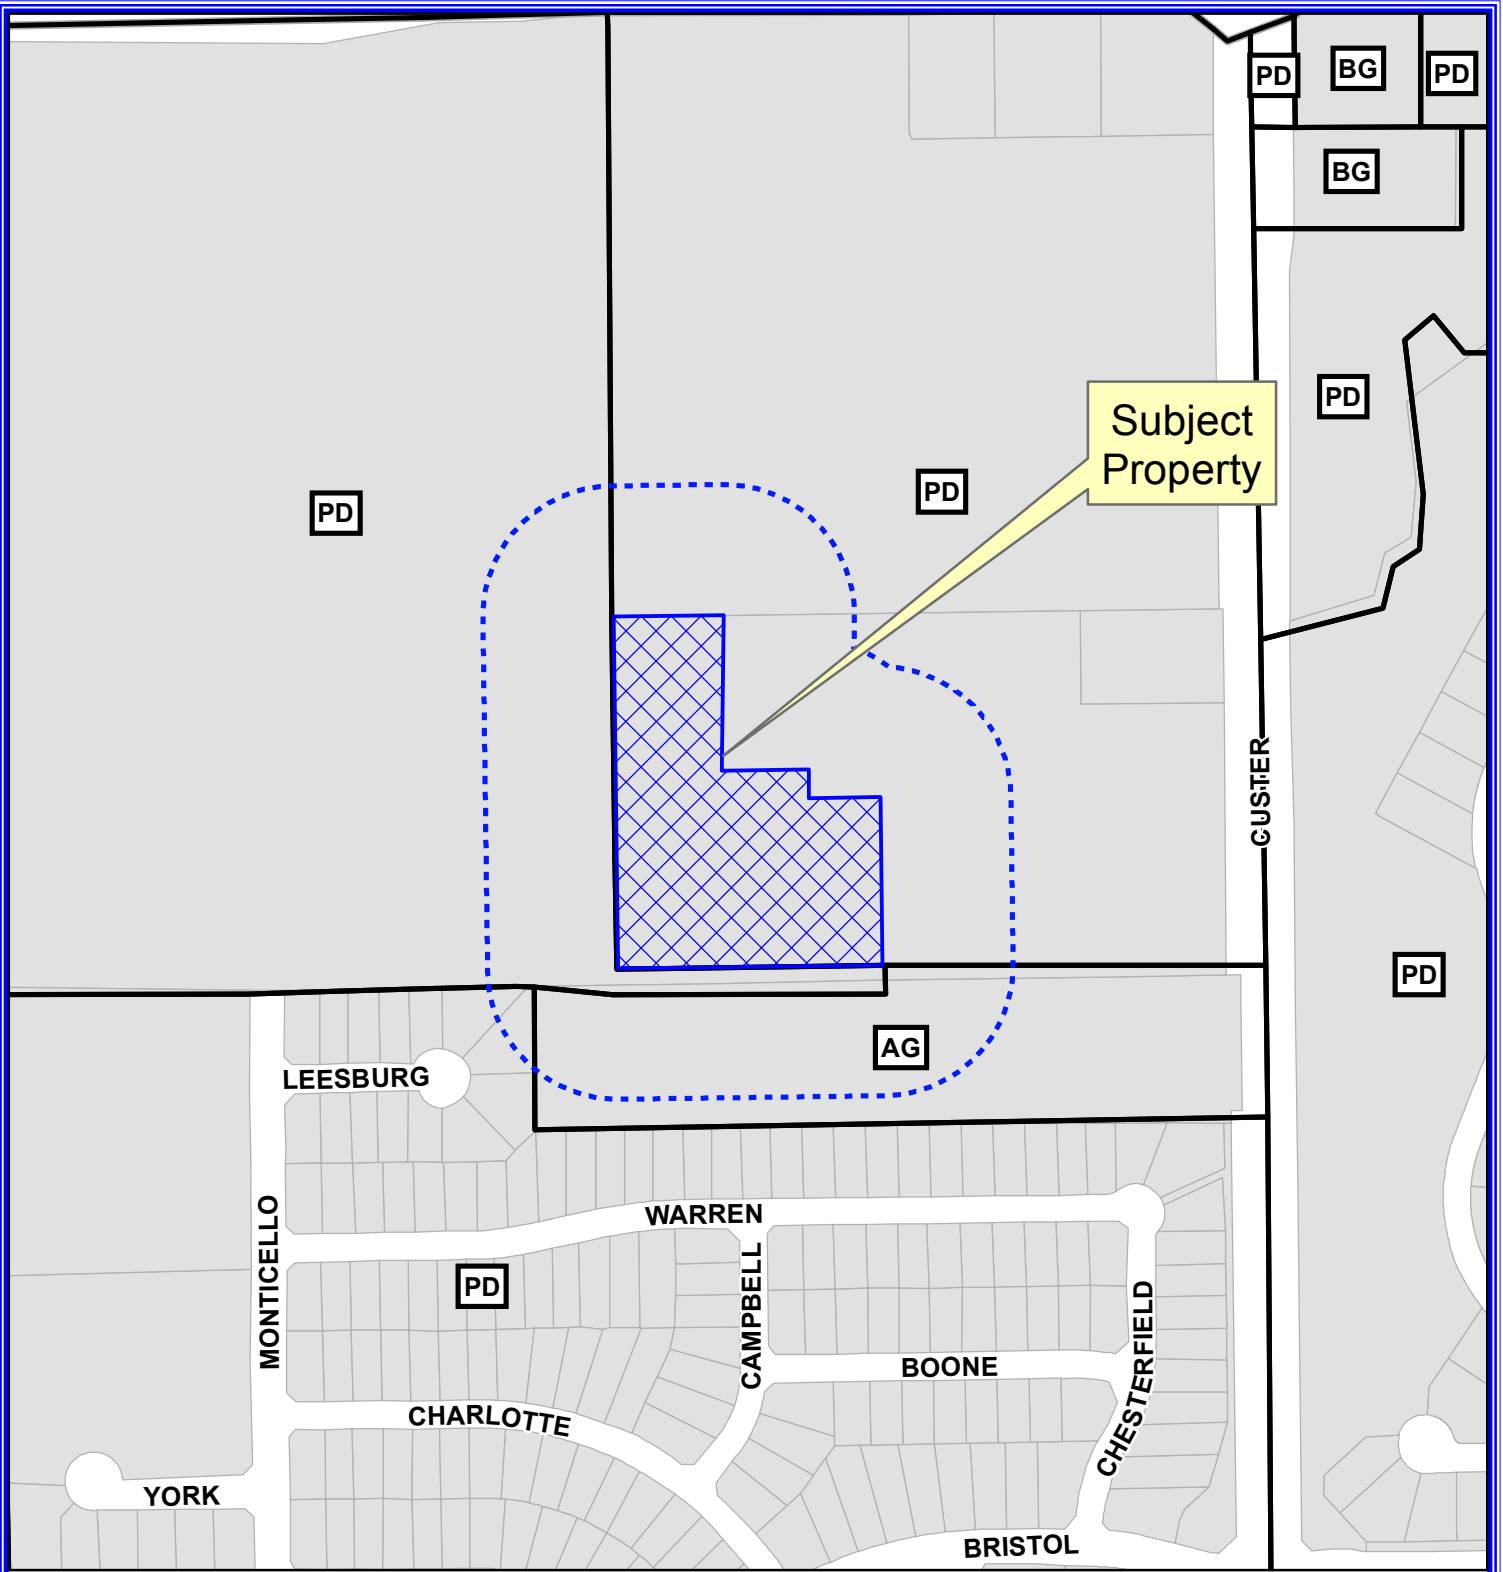 PD
BG
PD
BG
PD
Subject
Property
PD
PD
CUSTER
PD
AG
LEESBURG
MONTICELLO
WARREN
PD
CAMPBELL
CHESTERFIELD
BOONE
CHARLOTTE
YORK
BRISTOL